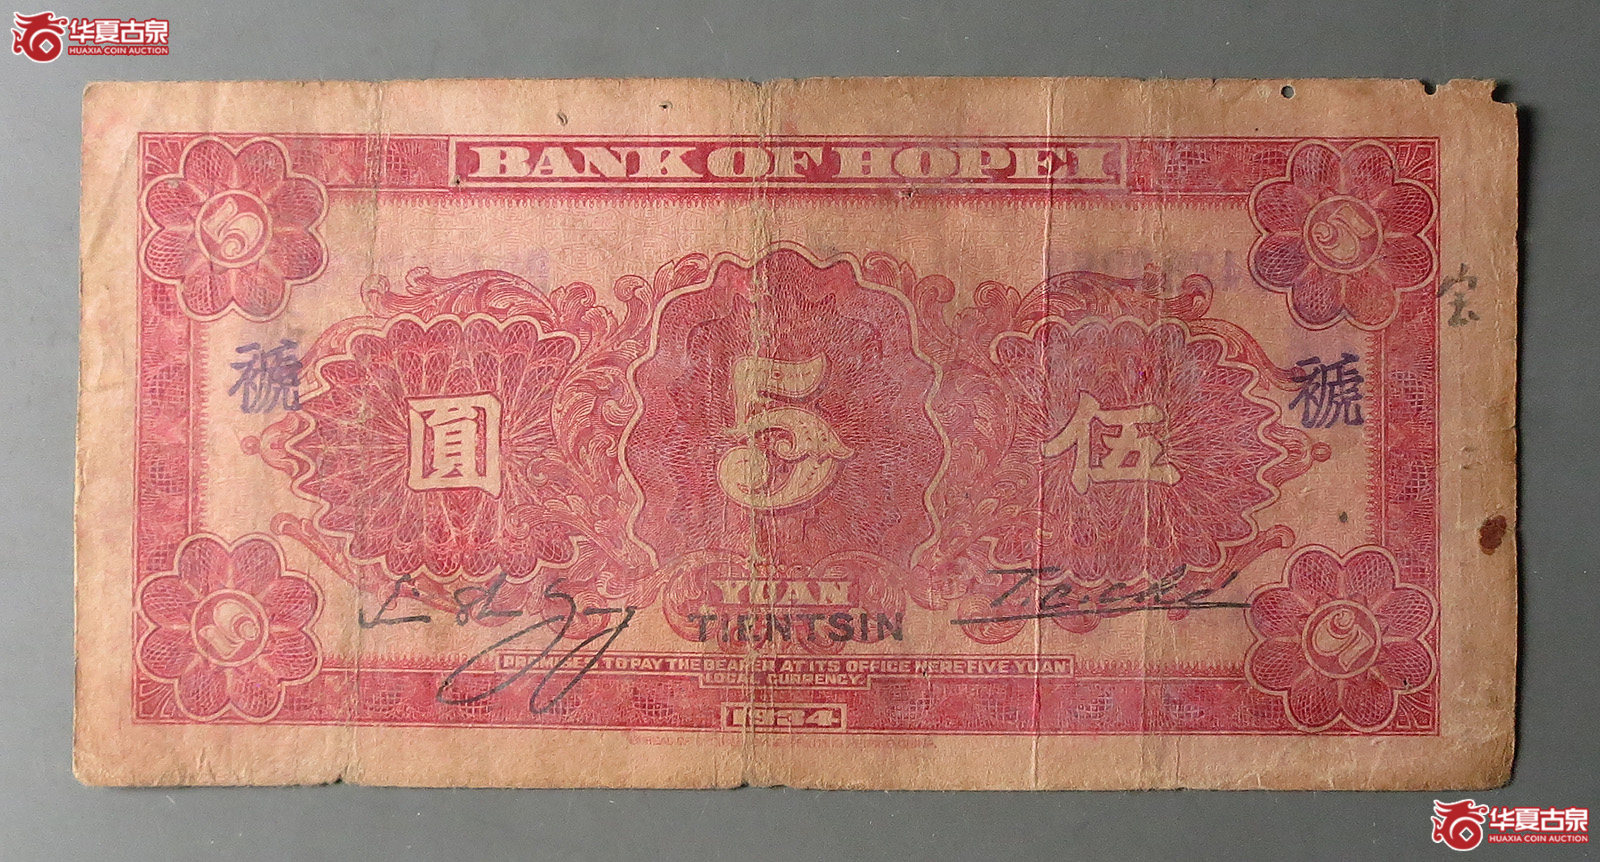 华夏古泉
HUAXIA COIN AUCTION
BANK OF HOPEI
5 5
宝
號 號
圓 5 伍
YUAN
TIENTSIN
PROMISES TO PAY THE BEARER AT ITS OFFICE HERE FIVE YUAN
LOCAL CURRENCY.
5 5
1934
华夏古泉
HUAXIA COIN AUCTION